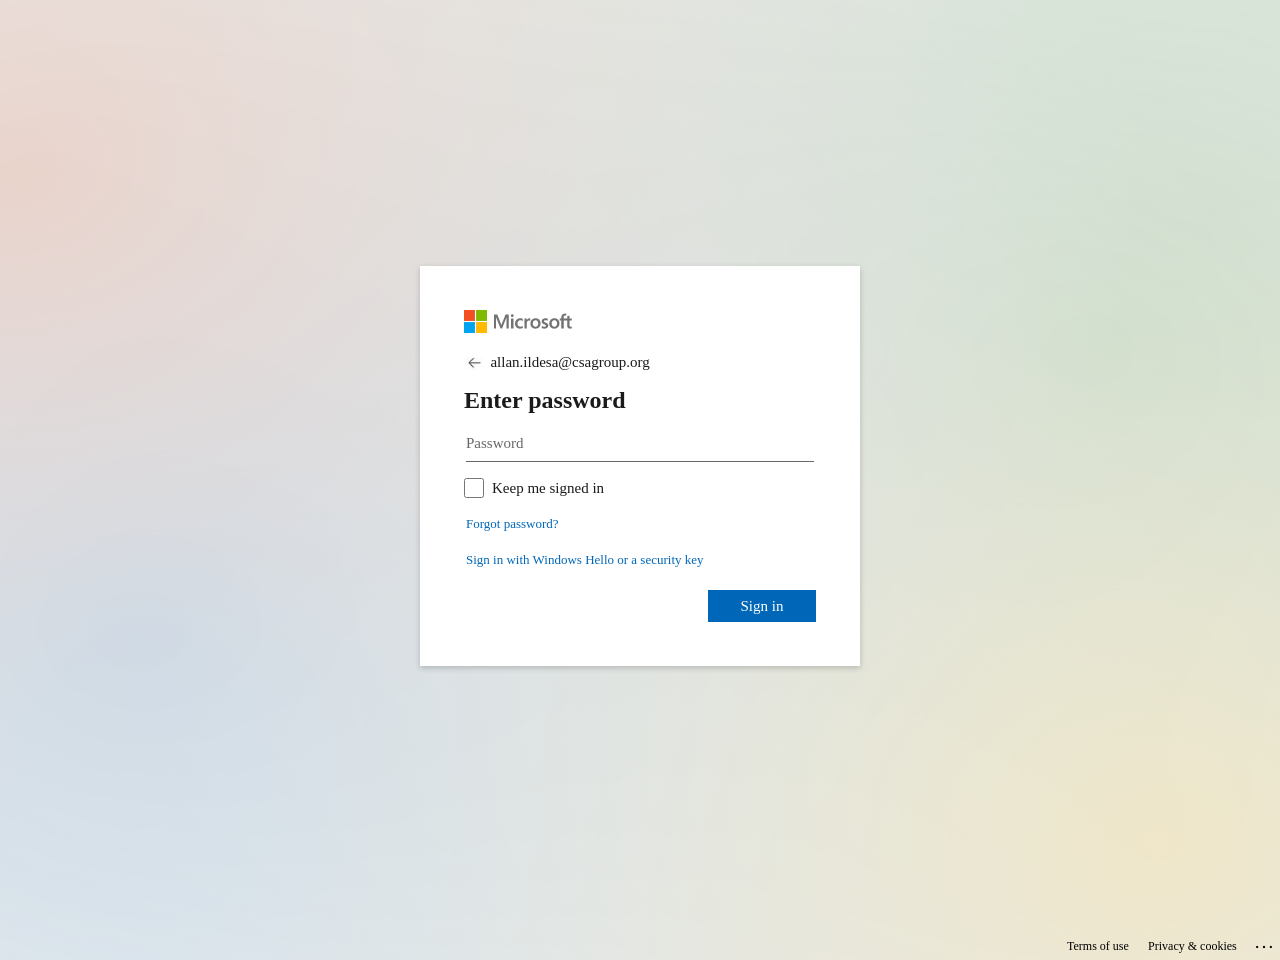 Microsoft
allan.ildesa@csagroup.org
Enter password
Password
Keep me signed in
Forgot password?
Sign in with Windows Hello or a security key
Sign in
Terms of use Privacy & cookies ...